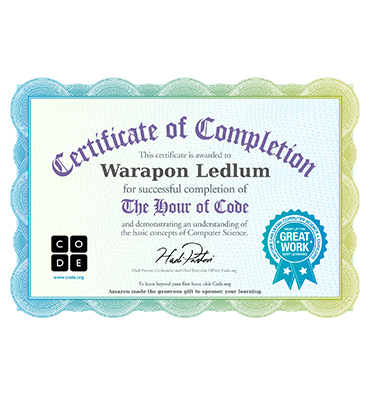 Certificate of Completion
This certificate is awarded to
Warapon Ledlum
for successful completion of
The Hour of Code
and demonstrating an understanding of
the basic concepts of Computer Science.
C O
D E
www.code.org
Hadi Partovi
Hadi Partovi, Co-founder and Chief Executive Officer, Code.org
KEEP UP THE
GREAT
WORK
KEEP LEARNING
To learn beyond your first hour, visit Code.org
Amazon made the generous gift to sponsor your learning.